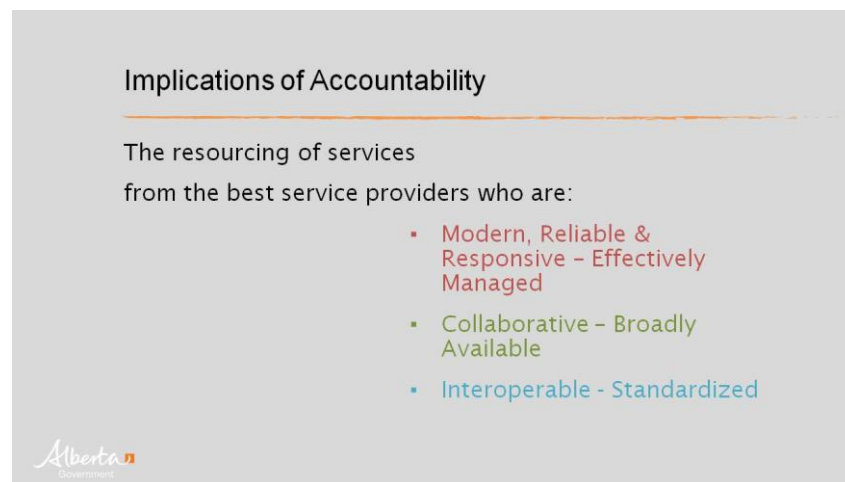 Implications of Accountability
The resourcing of services
from the best service providers who are:
▪ Modern, Reliable &
Responsive – Effectively
Managed
▪ Collaborative – Broadly
Available
▪ Interoperable - Standardized
Alberta
Government